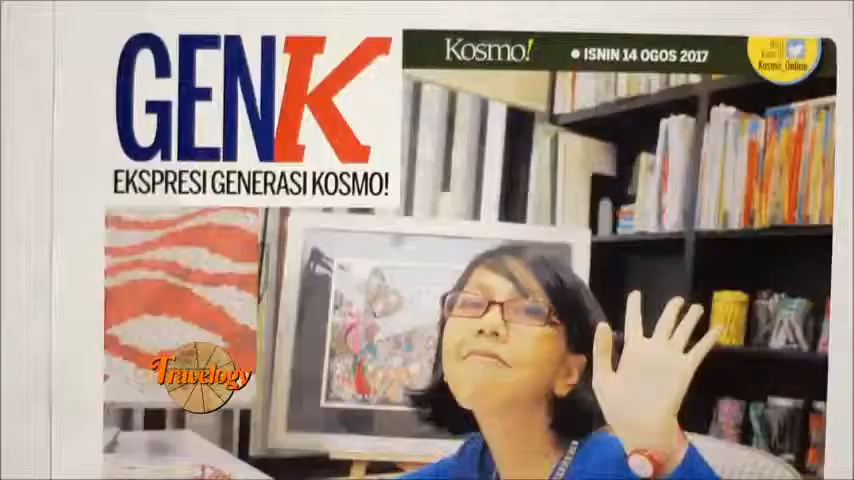 GENK
EKSPRESI GENERASI KOSMO!
Kosmo!
ISNIN 14 OGOS 2017
Kosmo_Online
Travelogy